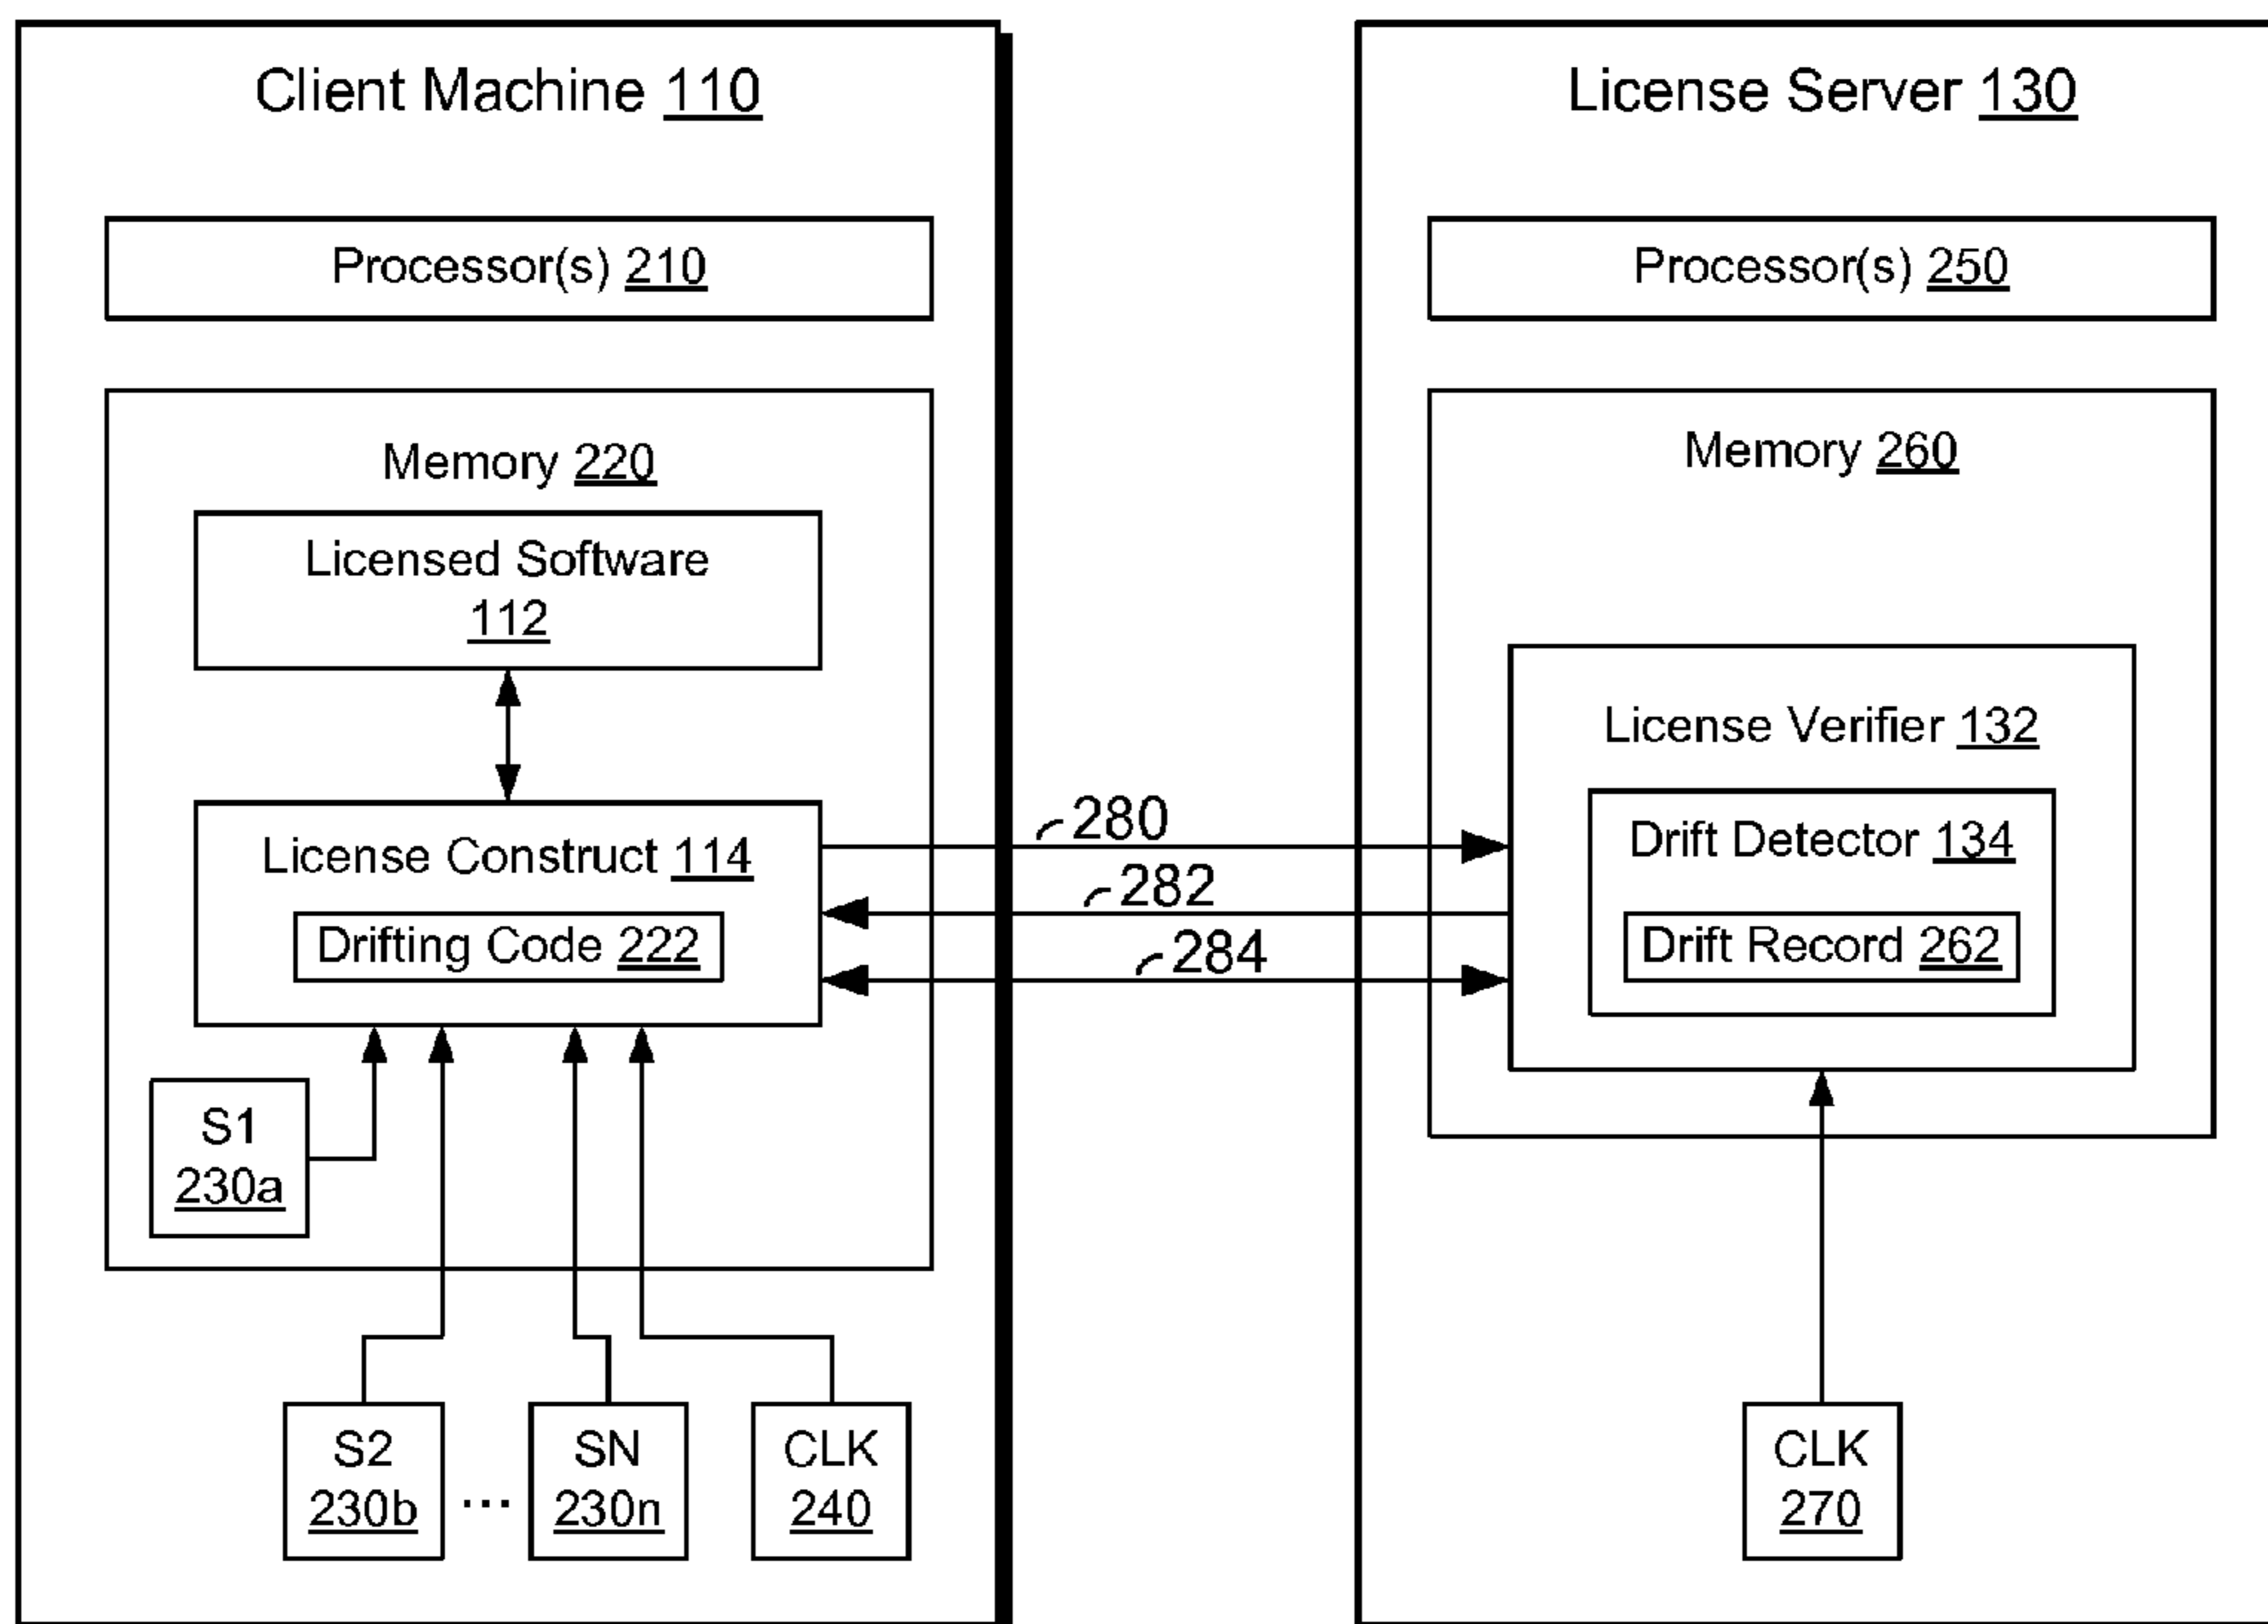 Client Machine 110
Processor(s) 210
Memory 220
Licensed Software
112
License Construct 114
Drifting Code 222
S1
230a
S2
230b
...
SN
230n
CLK
240
280
282
284
License Server 130
Processor(s) 250
Memory 260
License Verifier 132
Drift Detector 134
Drift Record 262
CLK
270